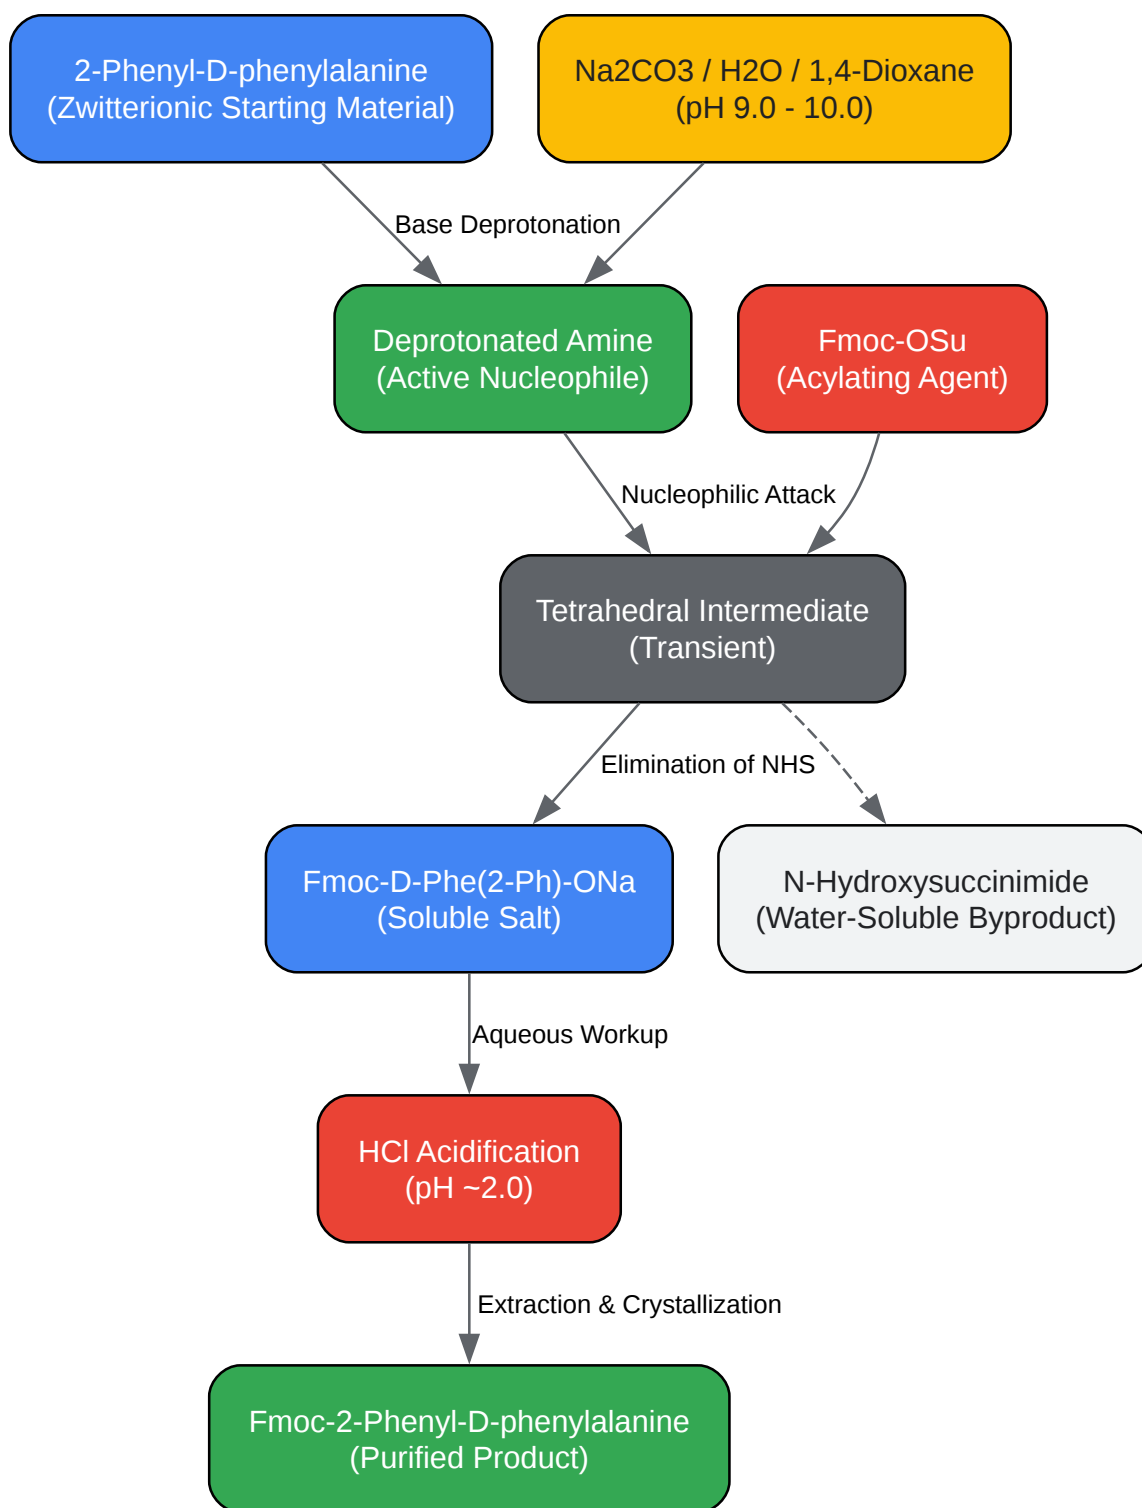 2-Phenyl-D-phenylalanine
(Zwitterionic Starting Material)
Na2CO3 / H2O / 1,4-Dioxane
(pH 9.0 - 10.0)
Base Deprotonation
Deprotonated Amine
(Active Nucleophile)
Fmoc-OSu
(Acylating Agent)
Nucleophilic Attack
Tetrahedral Intermediate
(Transient)
Elimination of NHS
Fmoc-D-Phe(2-Ph)-ONa
(Soluble Salt)
N-Hydroxysuccinimide
(Water-Soluble Byproduct)
Aqueous Workup
HCl Acidification
(pH ~2.0)
Extraction & Crystallization
Fmoc-2-Phenyl-D-phenylalanine
(Purified Product)